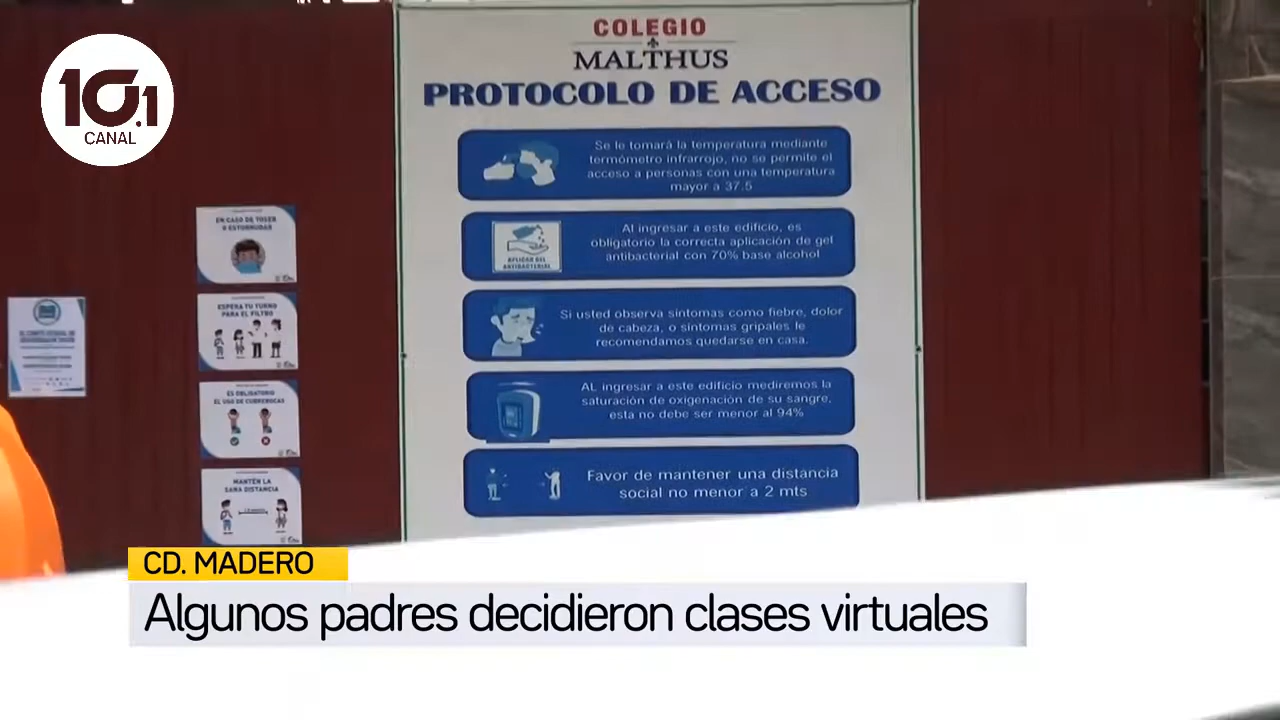 10.1
CANAL
COLEGIO
MALTHUS
PROTOCOLO DE ACCESO
Se le tomará la temperatura mediante
termómetro infrarrojo, no se permite el
acceso a personas con una temperatura
mayor a 37.5
Al ingresar a este edificio, es
obligatorio la correcta aplicación de gel
antibacterial con 70% base alcohol
APLICAR GEL
ANTIBACTERIAL
Si usted observa sintomas como fiebre, dolor
de cabeza, o sintomas gripales le
recomendamos quedarse en casa.
AL ingresar a este edificio mediremos la
saturación de oxigenación de su sangre,
esta no debe ser menor al 94%
Favor de mantener una distancia
social no menor a 2 mts
EN CASO DE TOSER
O ESTORNUDAR
ESPERA TU TURNO
PARA EL FILTRO
ES OBLIGATORIO
EL USO DE CUBREBOCAS
MANTÉN LA
SANA DISTANCIA
CD. MADERO
Algunos padres decidieron clases virtuales